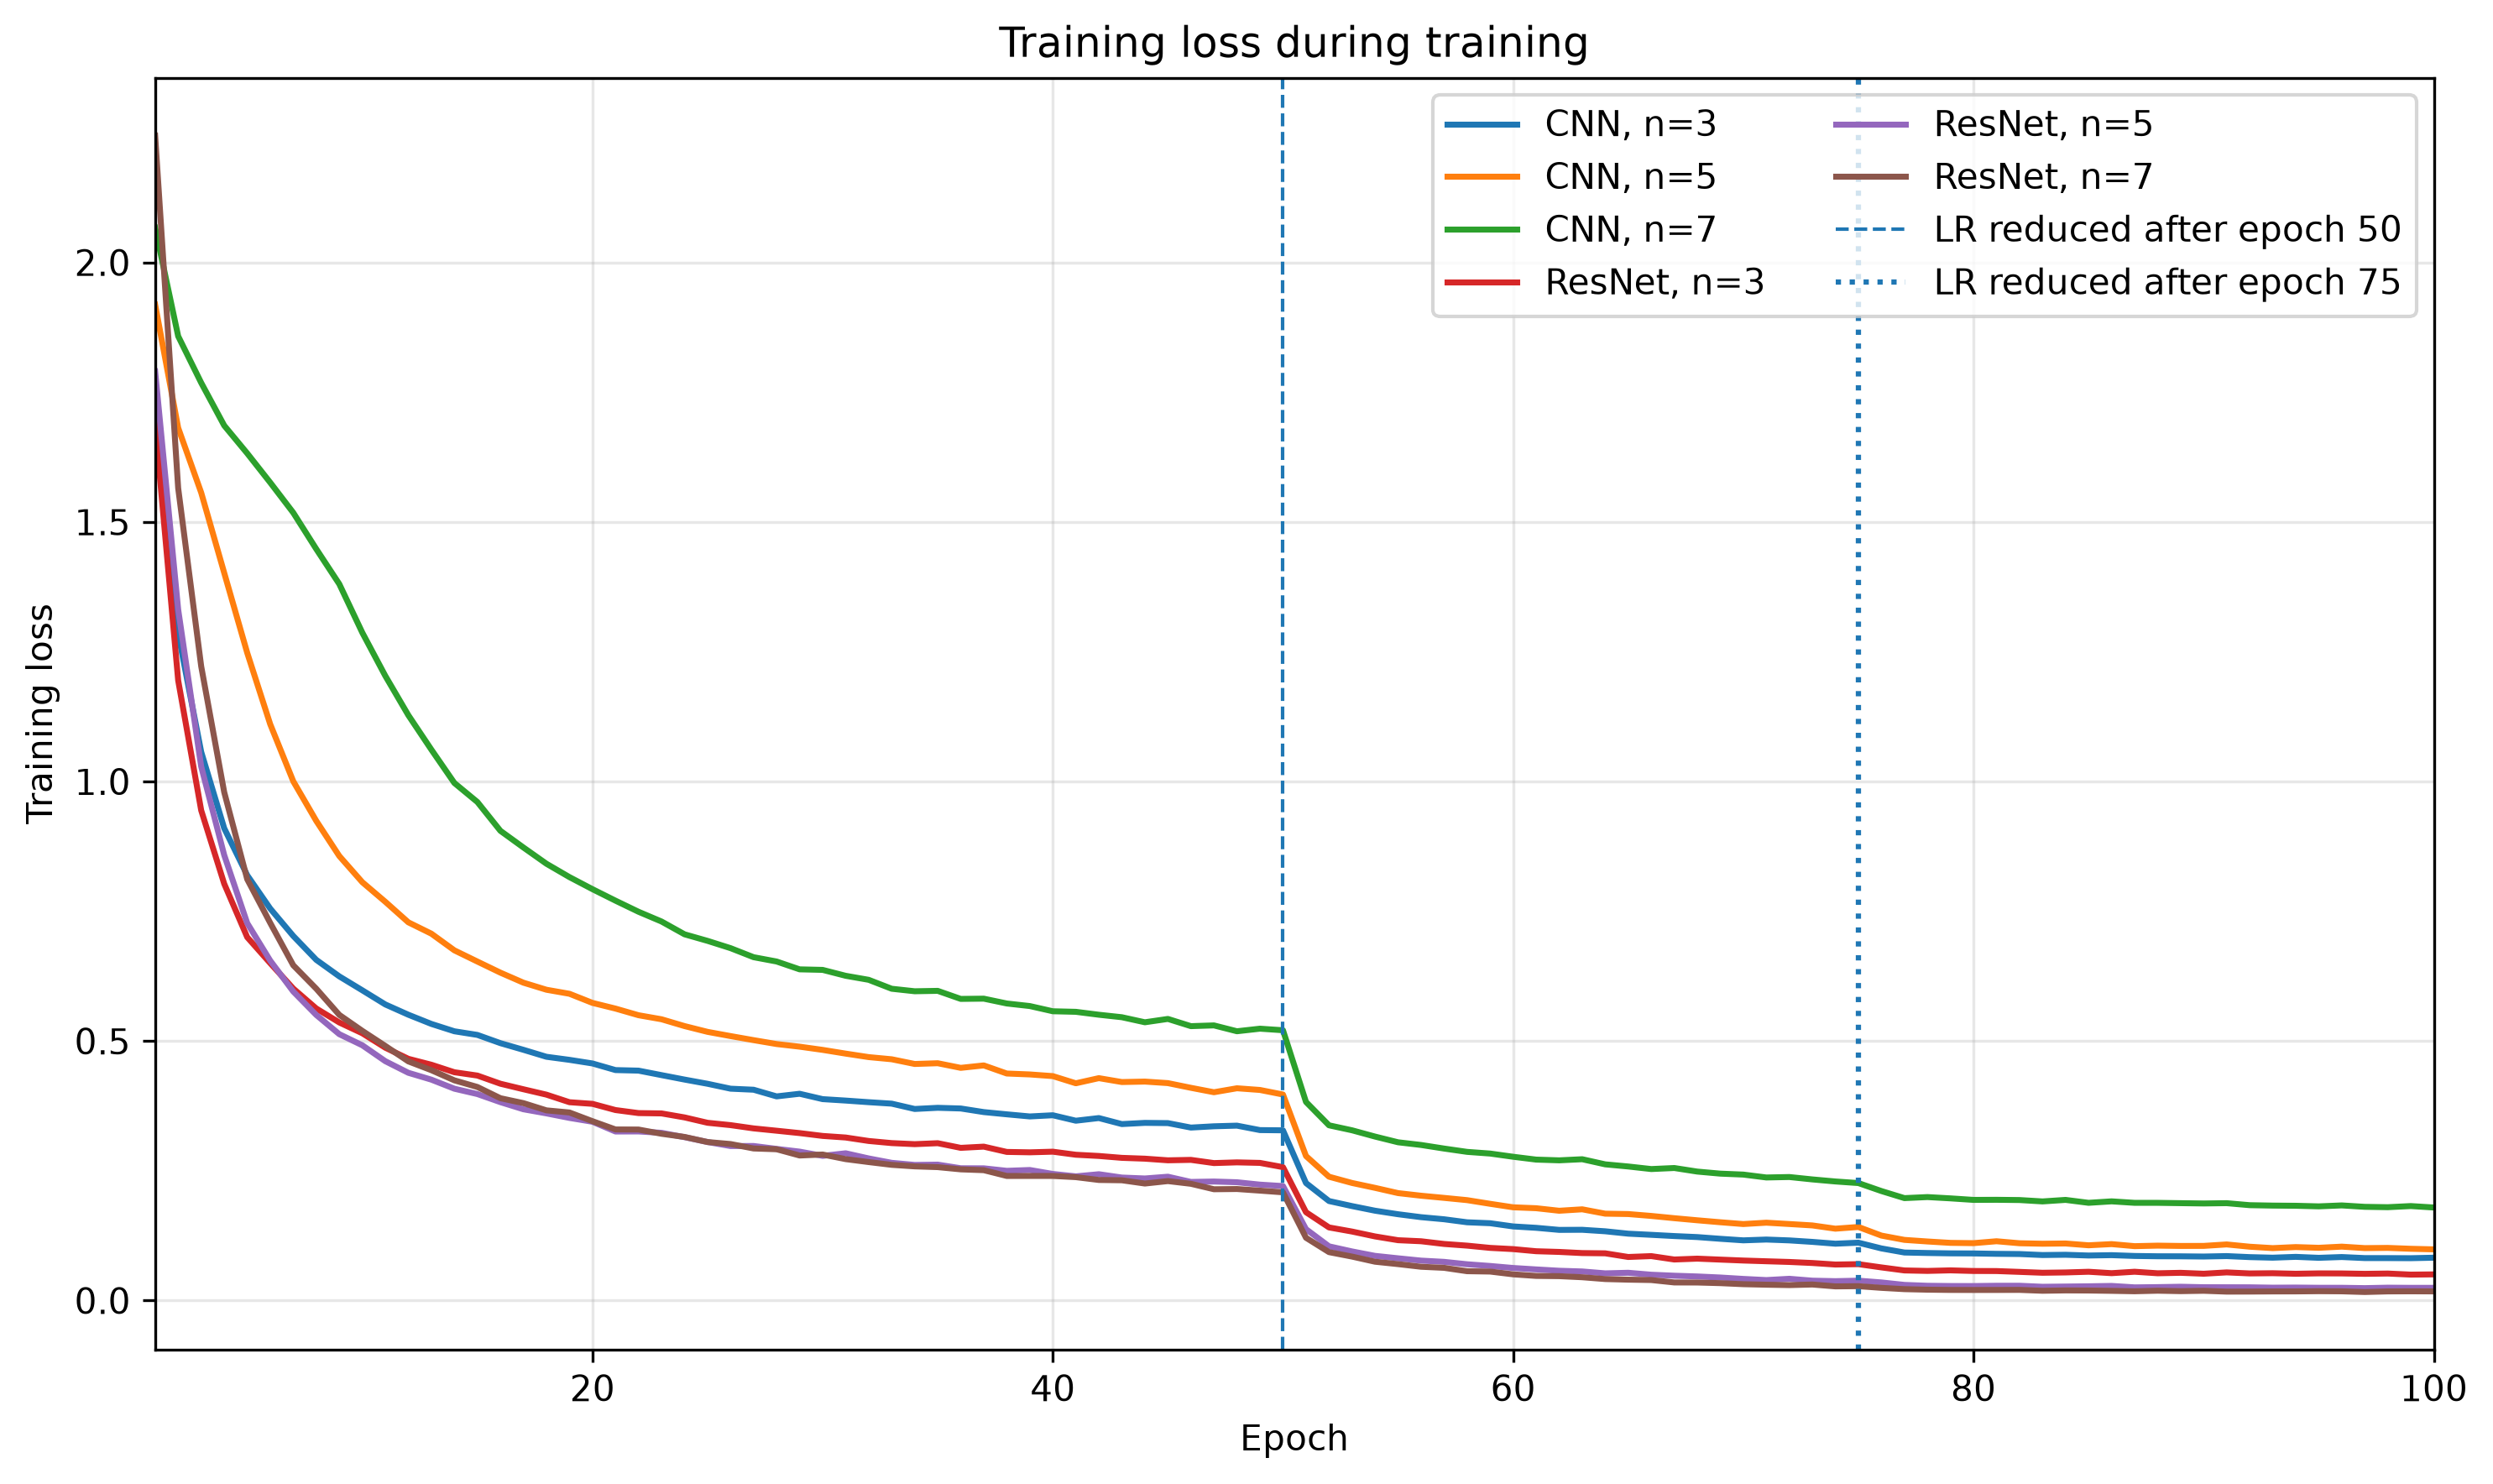 Training loss during training
CNN, n=3
CNN, n=5
CNN, n=7
ResNet, n=3
ResNet, n=5
ResNet, n=7
LR reduced after epoch 50
LR reduced after epoch 75
Training loss
2.0
1.5
1.0
0.5
0.0
20
40
60
80
100
Epoch